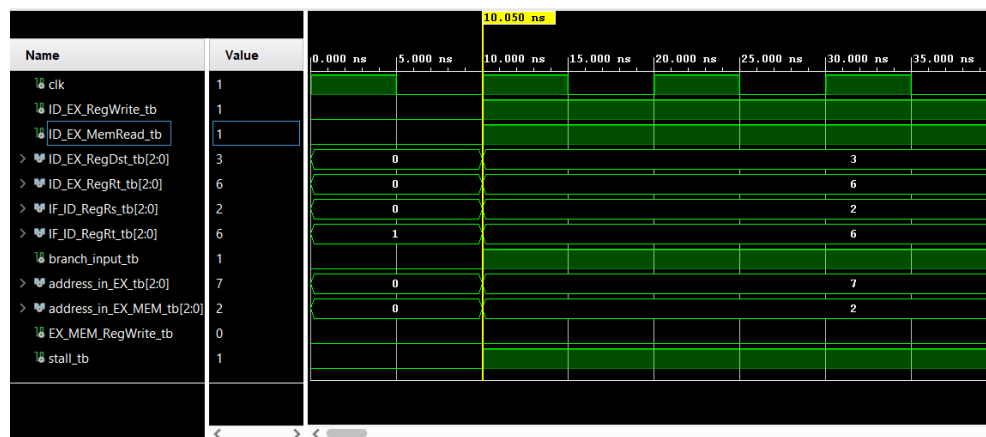 10.050 ns
Name Value 0.000 ns 5.000 ns 10.000 ns 15.000 ns 20.000 ns 25.000 ns 30.000 ns 35.000 ns
clk 1
ID_EX_RegWrite_tb 1
ID_EX_MemRead_tb 1
ID_EX_RegDst_tb[2:0] 3 0 3
ID_EX_RegRt_tb[2:0] 6 0 6
IF_ID_RegRs_tb[2:0] 2 0 2
IF_ID_RegRt_tb[2:0] 6 1 6
branch_input_tb 1
address_in_EX_tb[2:0] 7 0 7
address_in_EX_MEM_tb[2:0] 2 0 2
EX_MEM_RegWrite_tb 0
stall_tb 1